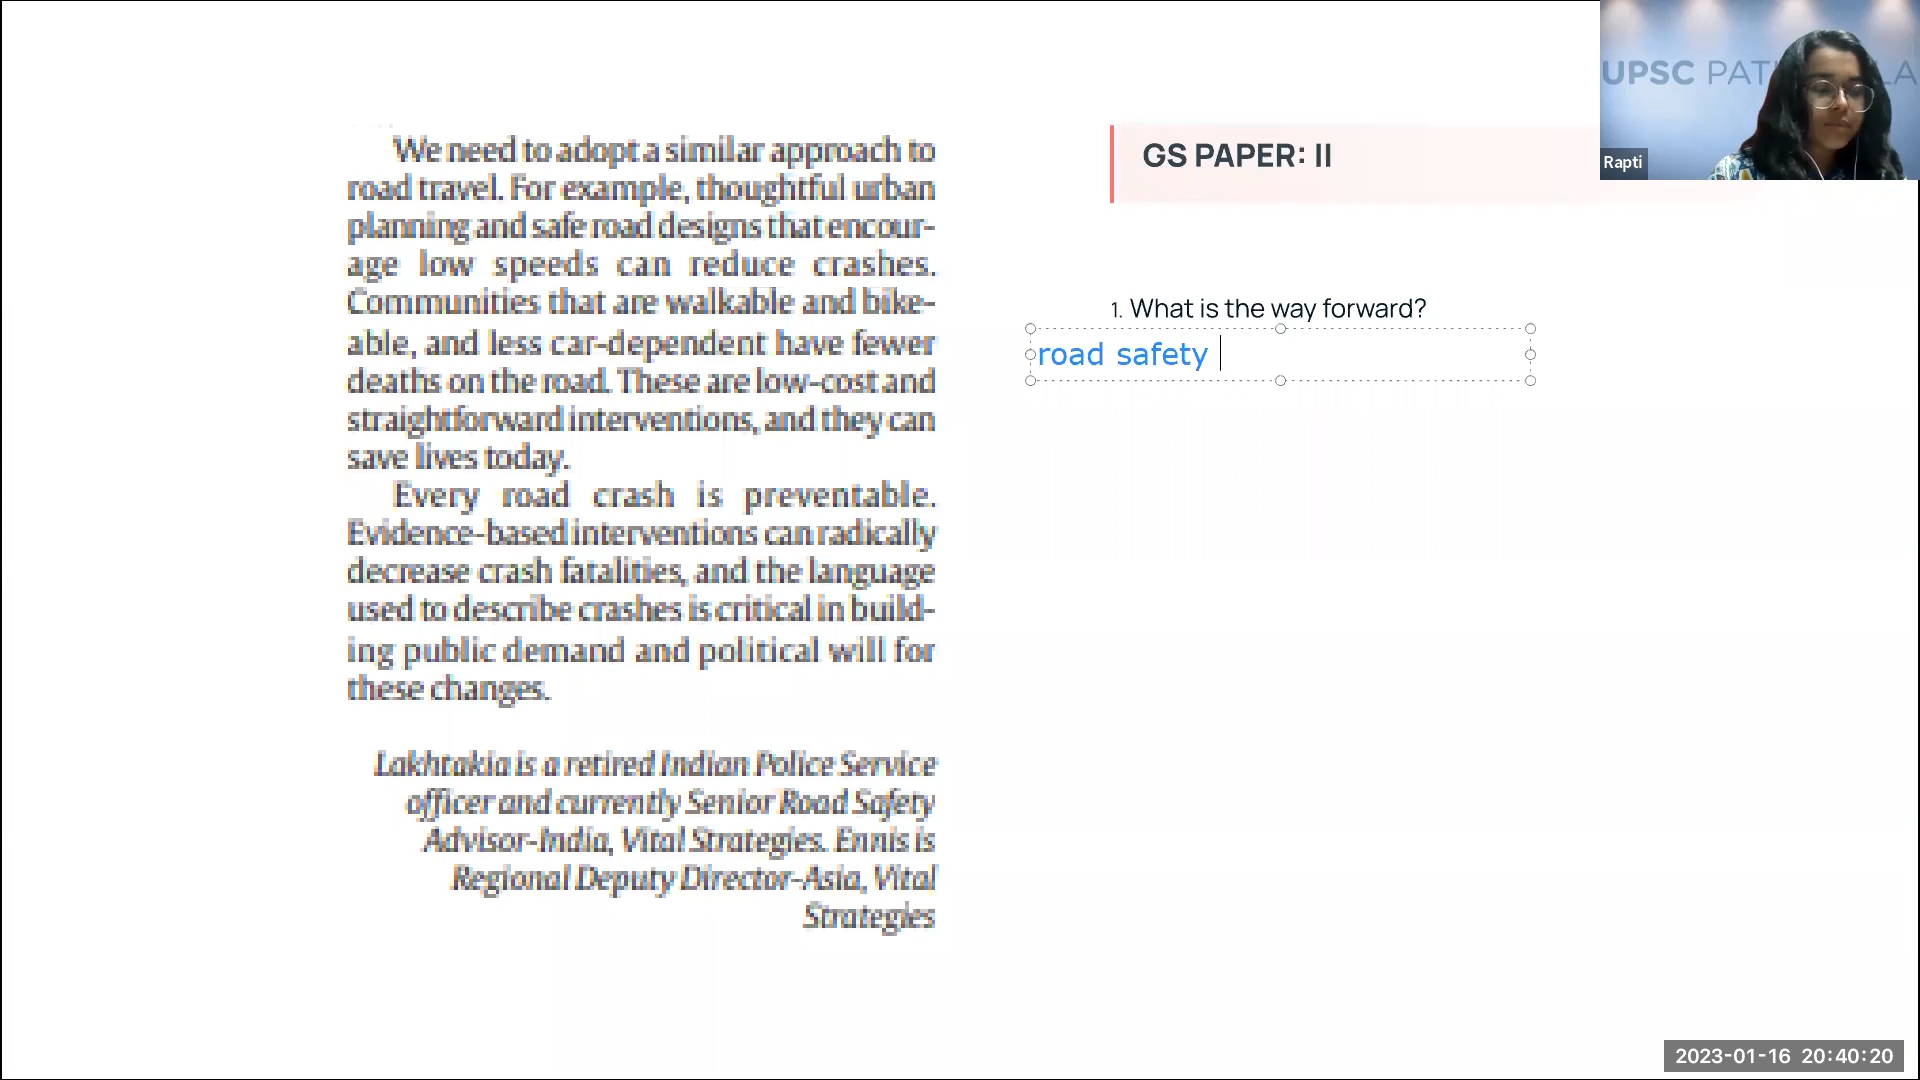 We need to adopt a similar approach to
road travel. For example, thoughtful urban
planning and safe road designs that encour-
age low speeds can reduce crashes.
Communities that are walkable and bike-
able, and less car-dependent have fewer
deaths on the road. These are low-cost and
straightforward interventions, and they can
save lives today.
Every road crash is preventable.
Evidence-based interventions can radically
decrease crash fatalities, and the language
used to describe crashes is critical in build-
ing public demand and political will for
these changes.
Lakhtakia is a retired Indian Police Service
officer and currently Senior Road Safety
Advisor-India, Vital Strategies. Ennis is
Regional Deputy Director-Asia, Vital
Strategies
GS PAPER: II
1. What is the way forward?
road safety
UPSC PAT LA
Rapti
2023-01-16 20:40:20